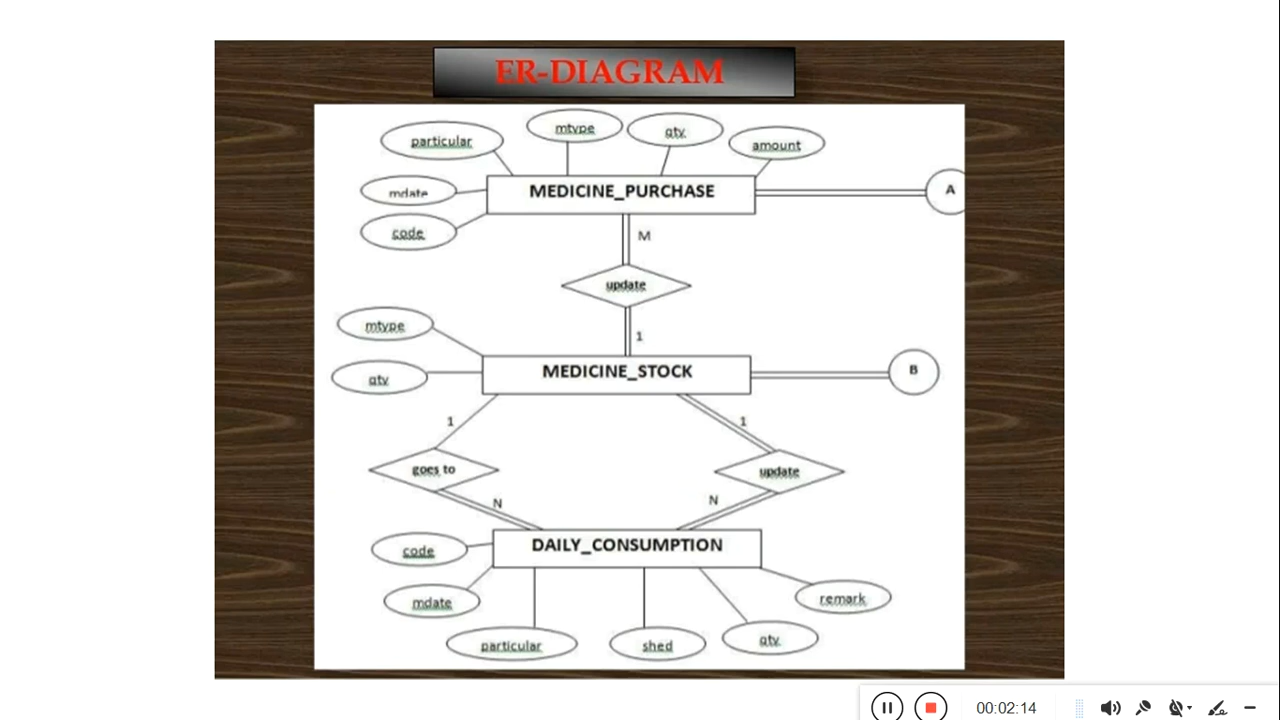 ER-DIAGRAM
particular
mtype
qty
amount
mdate
MEDICINE_PURCHASE
A
code
M
update
1
mtype
MEDICINE_STOCK
B
qty
1
1
goes to
update
N
N
code
DAILY_CONSUMPTION
mdate
remark
particular
shed
qty
00:02:14